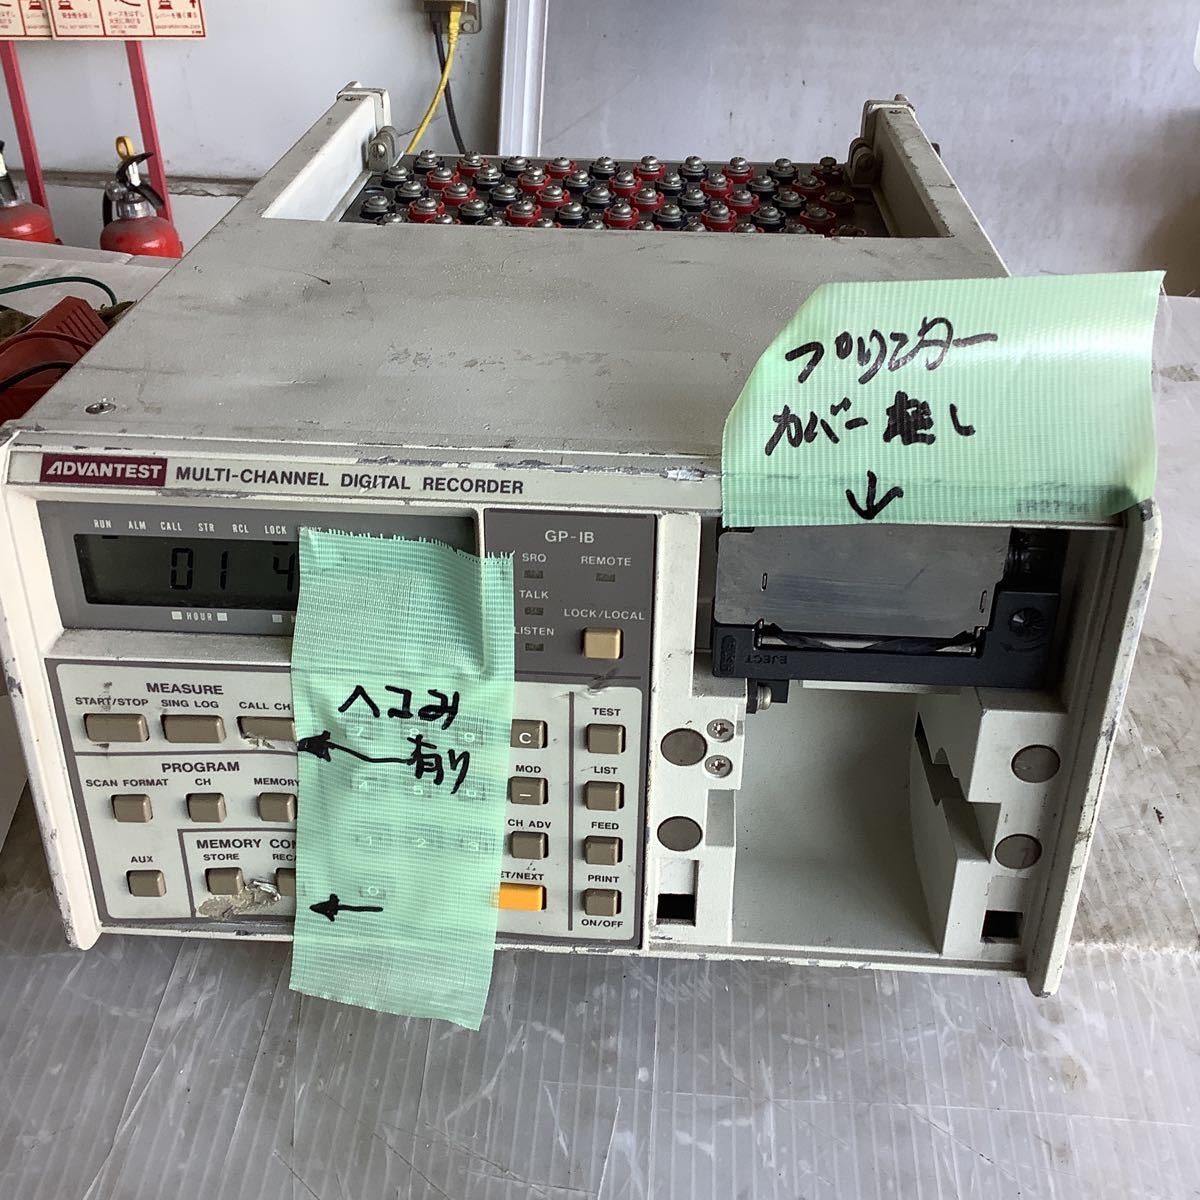 ADVANTEST MULTI-CHANNEL DIGITAL RECORDER
プリンター
カバー無し
↓
RUN ALM CALL STR RCL LOCK
01 4
HOUR
GP-IB
SRQ REMOTE
TALK
LOCK/LOCAL
LISTEN
EJECT
へこみ
有り
MEASURE
START/STOP SING LOG CALL CH
PROGRAM
SCAN FORMAT CH MEMORY
AUX
STORE
C
MOD
-
CH ADV
TEST
LIST
FEED
PRINT
ON/OFF